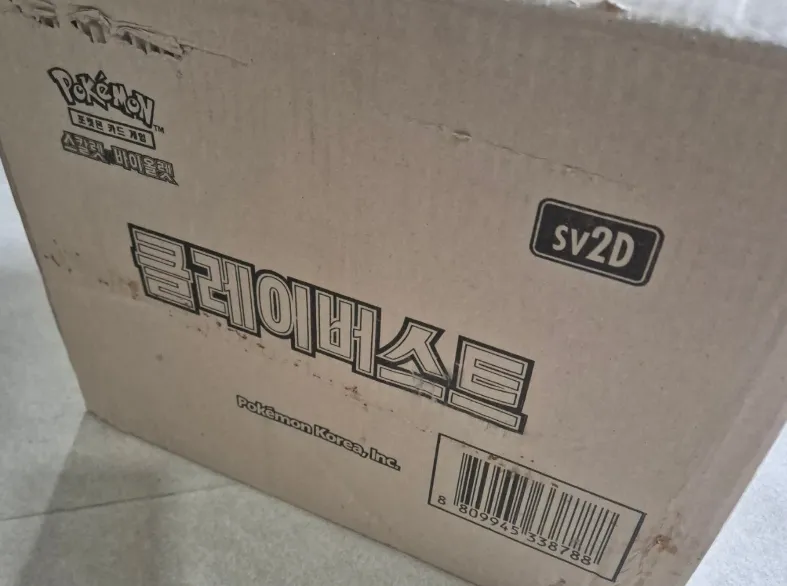 POKéMON
포켓몬 카드 게임
스칼렛 바이올렛
SV2D
클레이버스트
Pokémon Korea, Inc.
8 809945 338788